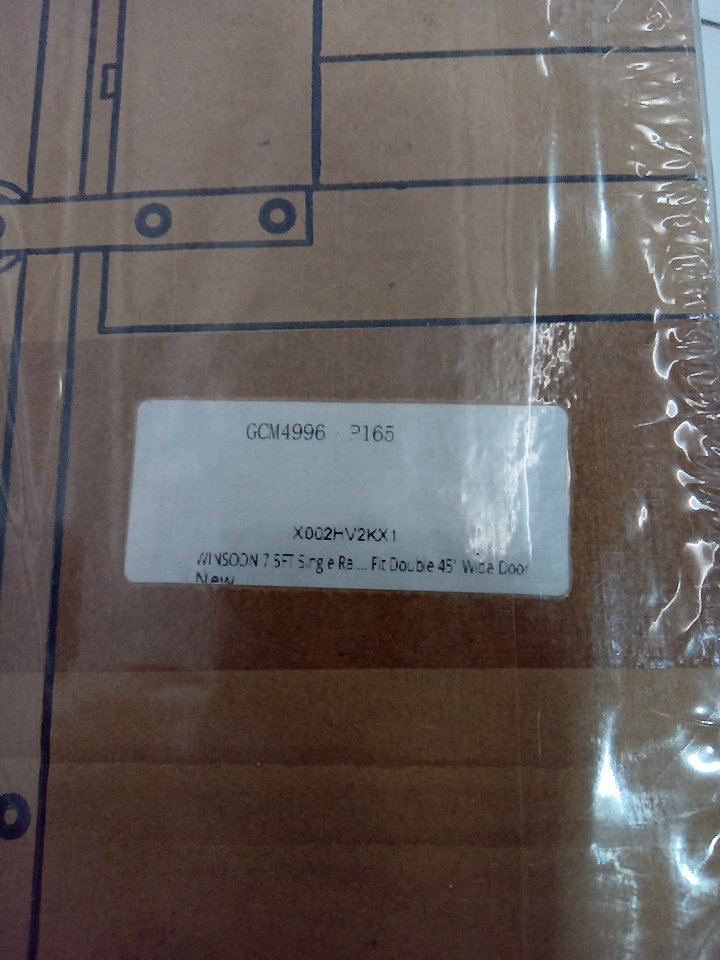 GCM4996 P165
X002HV2KX1
WINSOON 7.5FT Single Ra... Fit Double 45" Wide Door
New